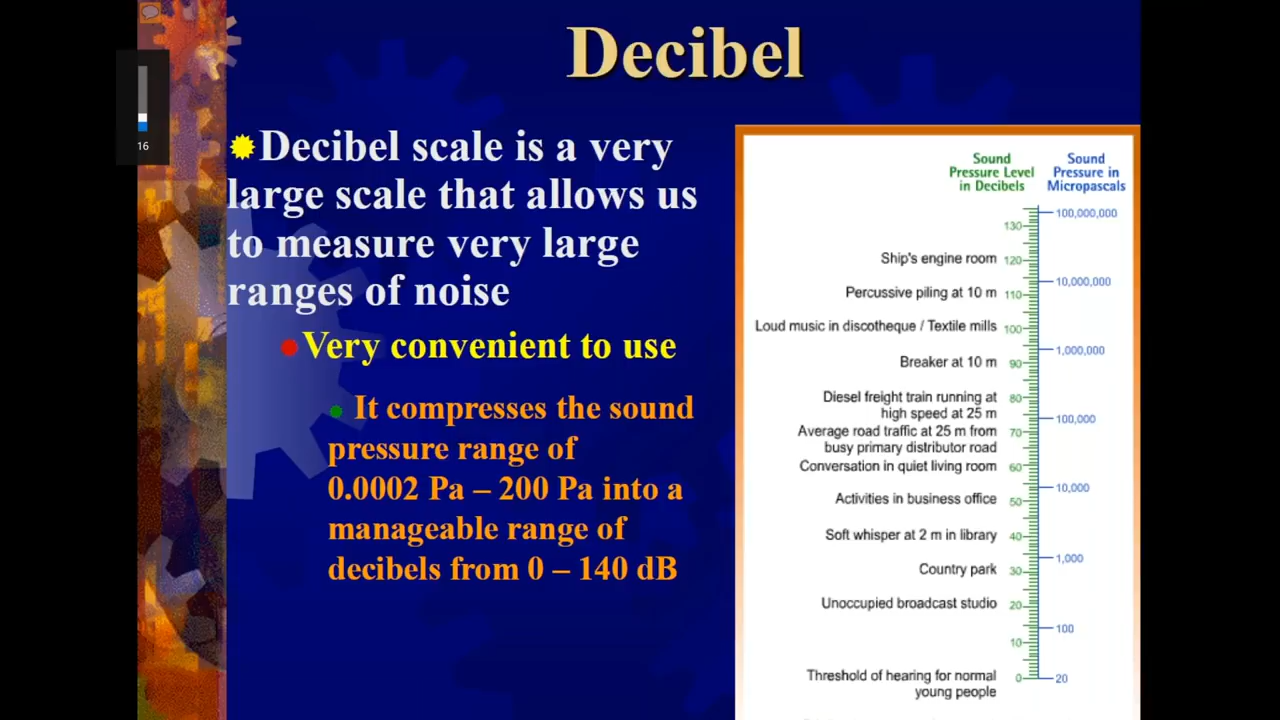 Decibel
16
Decibel scale is a very
large scale that allows us
to measure very large
ranges of noise
Very convenient to use
It compresses the sound
pressure range of
0.0002 Pa – 200 Pa into a
manageable range of
decibels from 0 – 140 dB
Sound
Pressure Level
in Decibels
Sound
Pressure in
Micropascals
100,000,000
130
Ship's engine room 120
10,000,000
Percussive piling at 10 m 110
Loud music in discotheque / Textile mills 100
1,000,000
Breaker at 10 m 90
Diesel freight train running at 80
high speed at 25 m
100,000
Average road traffic at 25 m from 70
busy primary distributor road
Conversation in quiet living room 60
10,000
Activities in business office 50
Soft whisper at 2 m in library 40
1,000
Country park 30
Unoccupied broadcast studio 20
100
10
Threshold of hearing for normal 0 20
young people